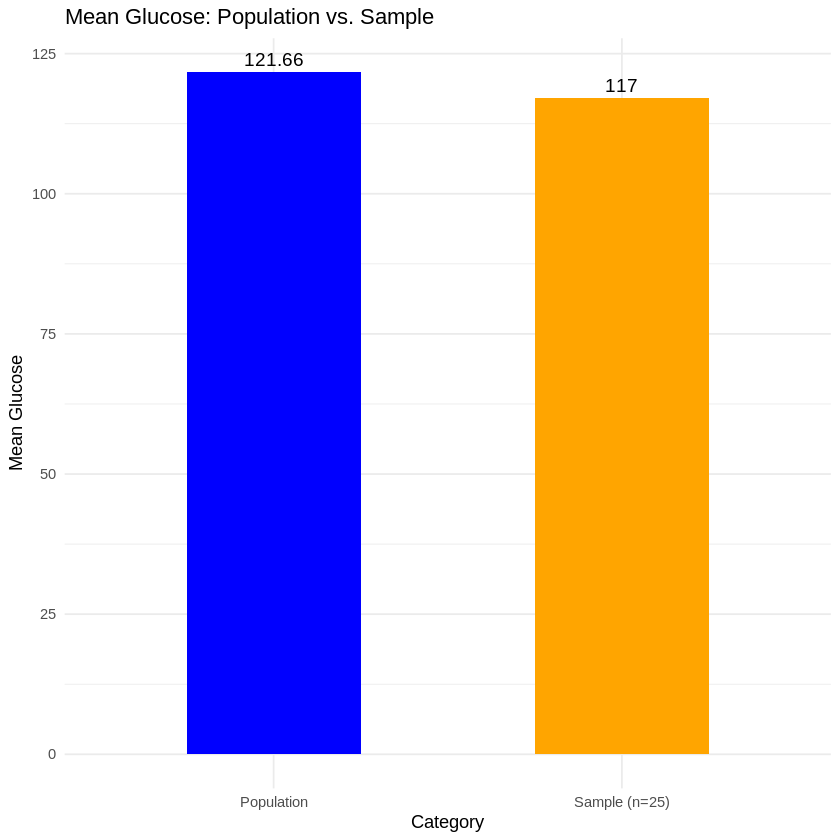 Mean Glucose: Population vs. Sample
125
121.66
117
100
75
Mean Glucose
50
25
0
Population
Sample (n=25)
Category